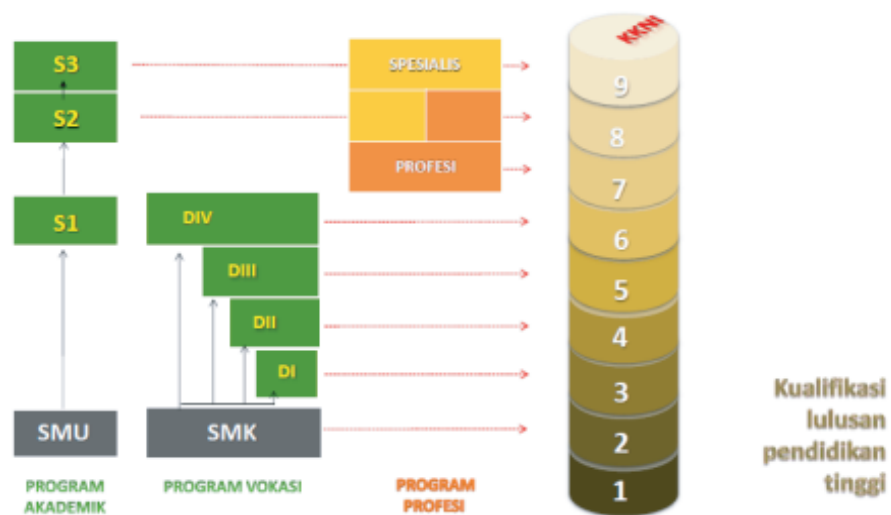 KKNI
S3
SPESIALIS
9
S2
8
PROFESI
7
S1
DIV
6
DIII
5
DII
4
DI
3
SMU
SMK
2
1
Kualifikasi
lulusan
pendidikan
tinggi
PROGRAM
AKADEMIK
PROGRAM VOKASI
PROGRAM
PROFESI